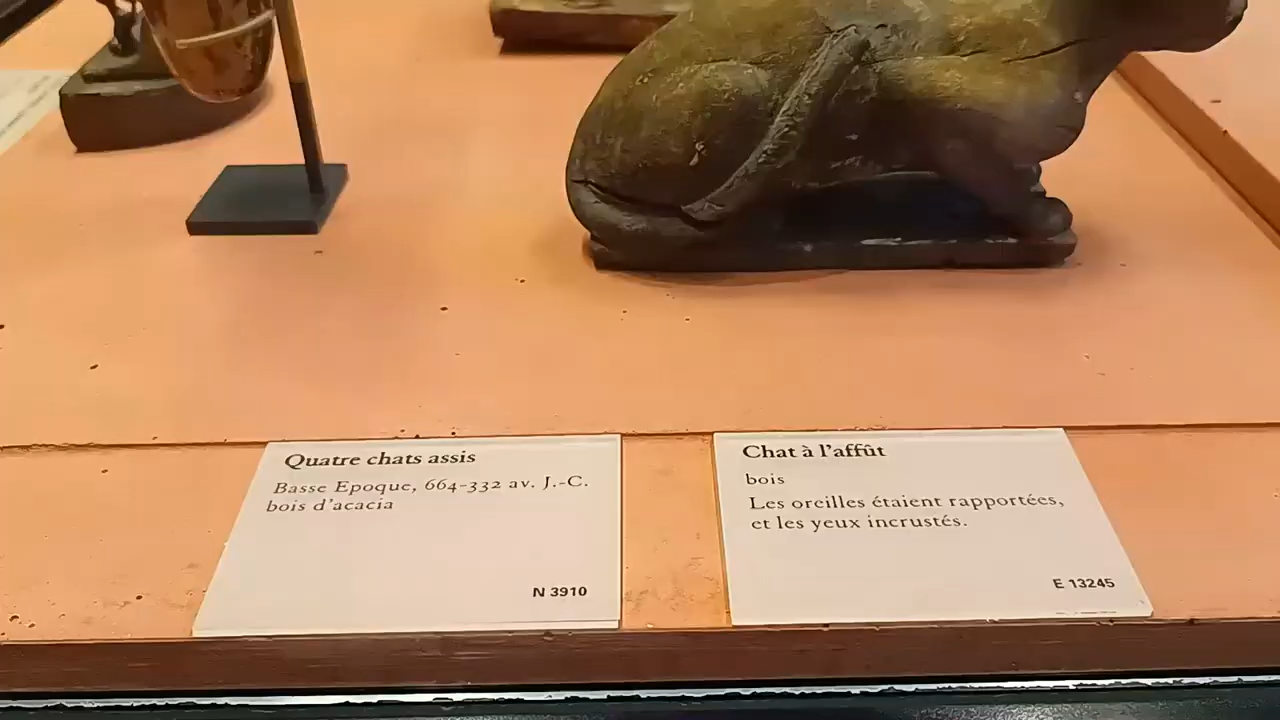 Quatre chats assis
Basse Epoque, 664-332 av. J.-C.
bois d'acacia
N 3910
Chat à l'affût
bois
Les oreilles étaient rapportées,
et les yeux incrustés.
E 13245